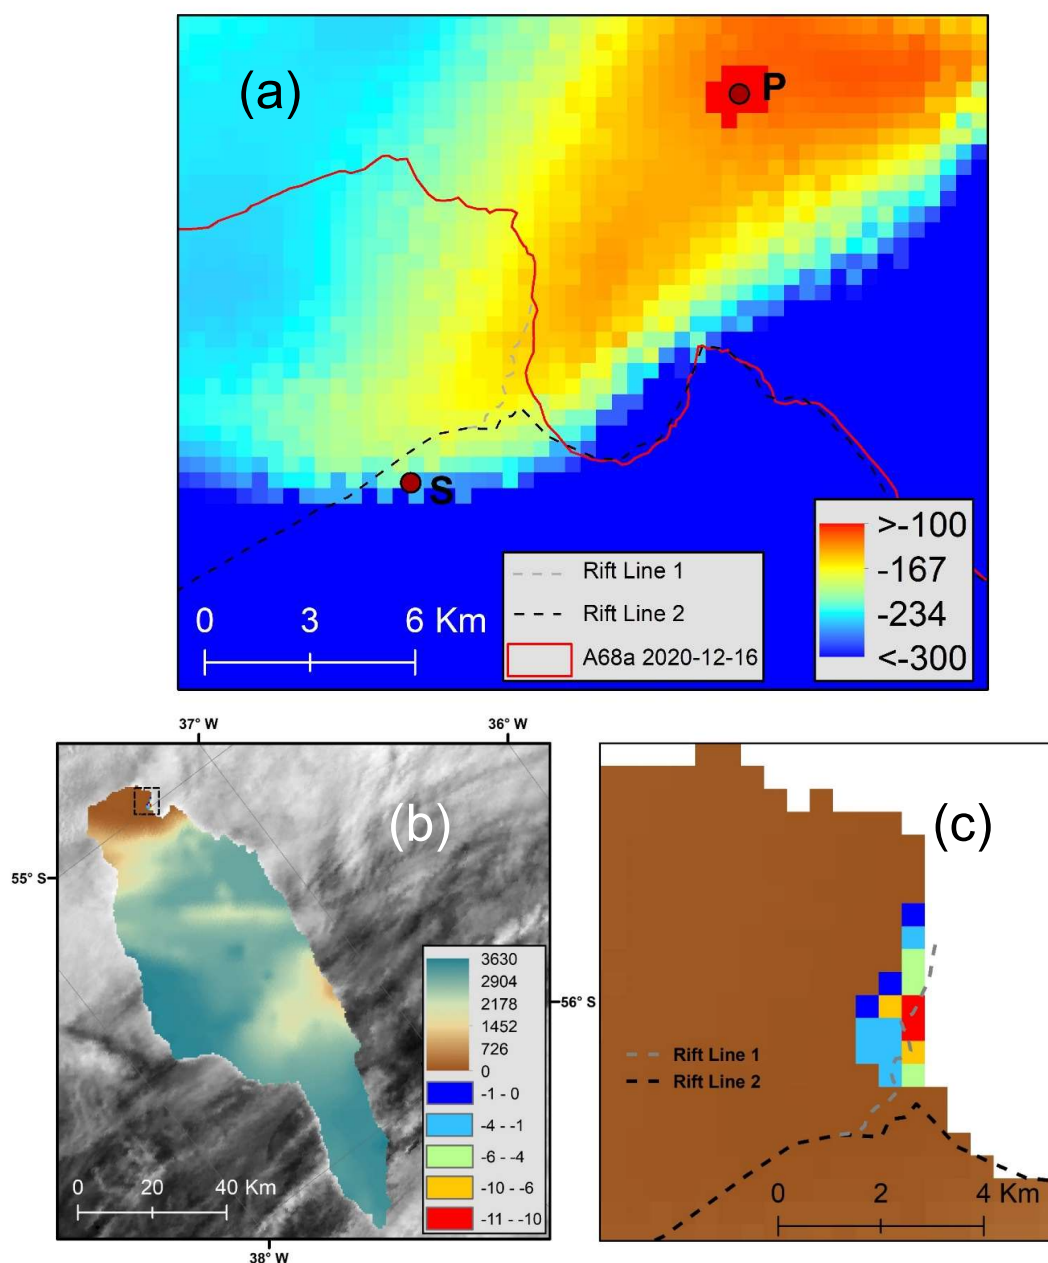 (a)
P
S
0 3 6 Km
Rift Line 1
Rift Line 2
A68a 2020-12-16
>-100
-167
-234
<-300
37° W
36° W
(b)
55° S
3630
2904
2178
1452
726
0
-1 - 0
-4 - -1
-6 - -4
-10 - -6
-11 - -10
0 20 40 Km
38° W
(c)
56° S
Rift Line 1
Rift Line 2
0 2 4 Km